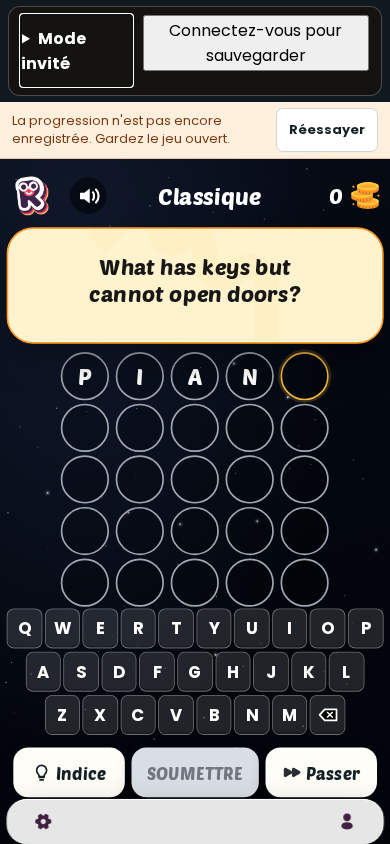 ▶ Mode
invité
Connectez-vous pour
sauvegarder
La progression n'est pas encore
enregistrée. Gardez le jeu ouvert.
Réessayer
R
Classique
0
What has keys but
cannot open doors?
P I A N
Q W E R T Y U I O P
A S D F G H J K L
Z X C V B N M
Indice
SOUMETTRE
Passer